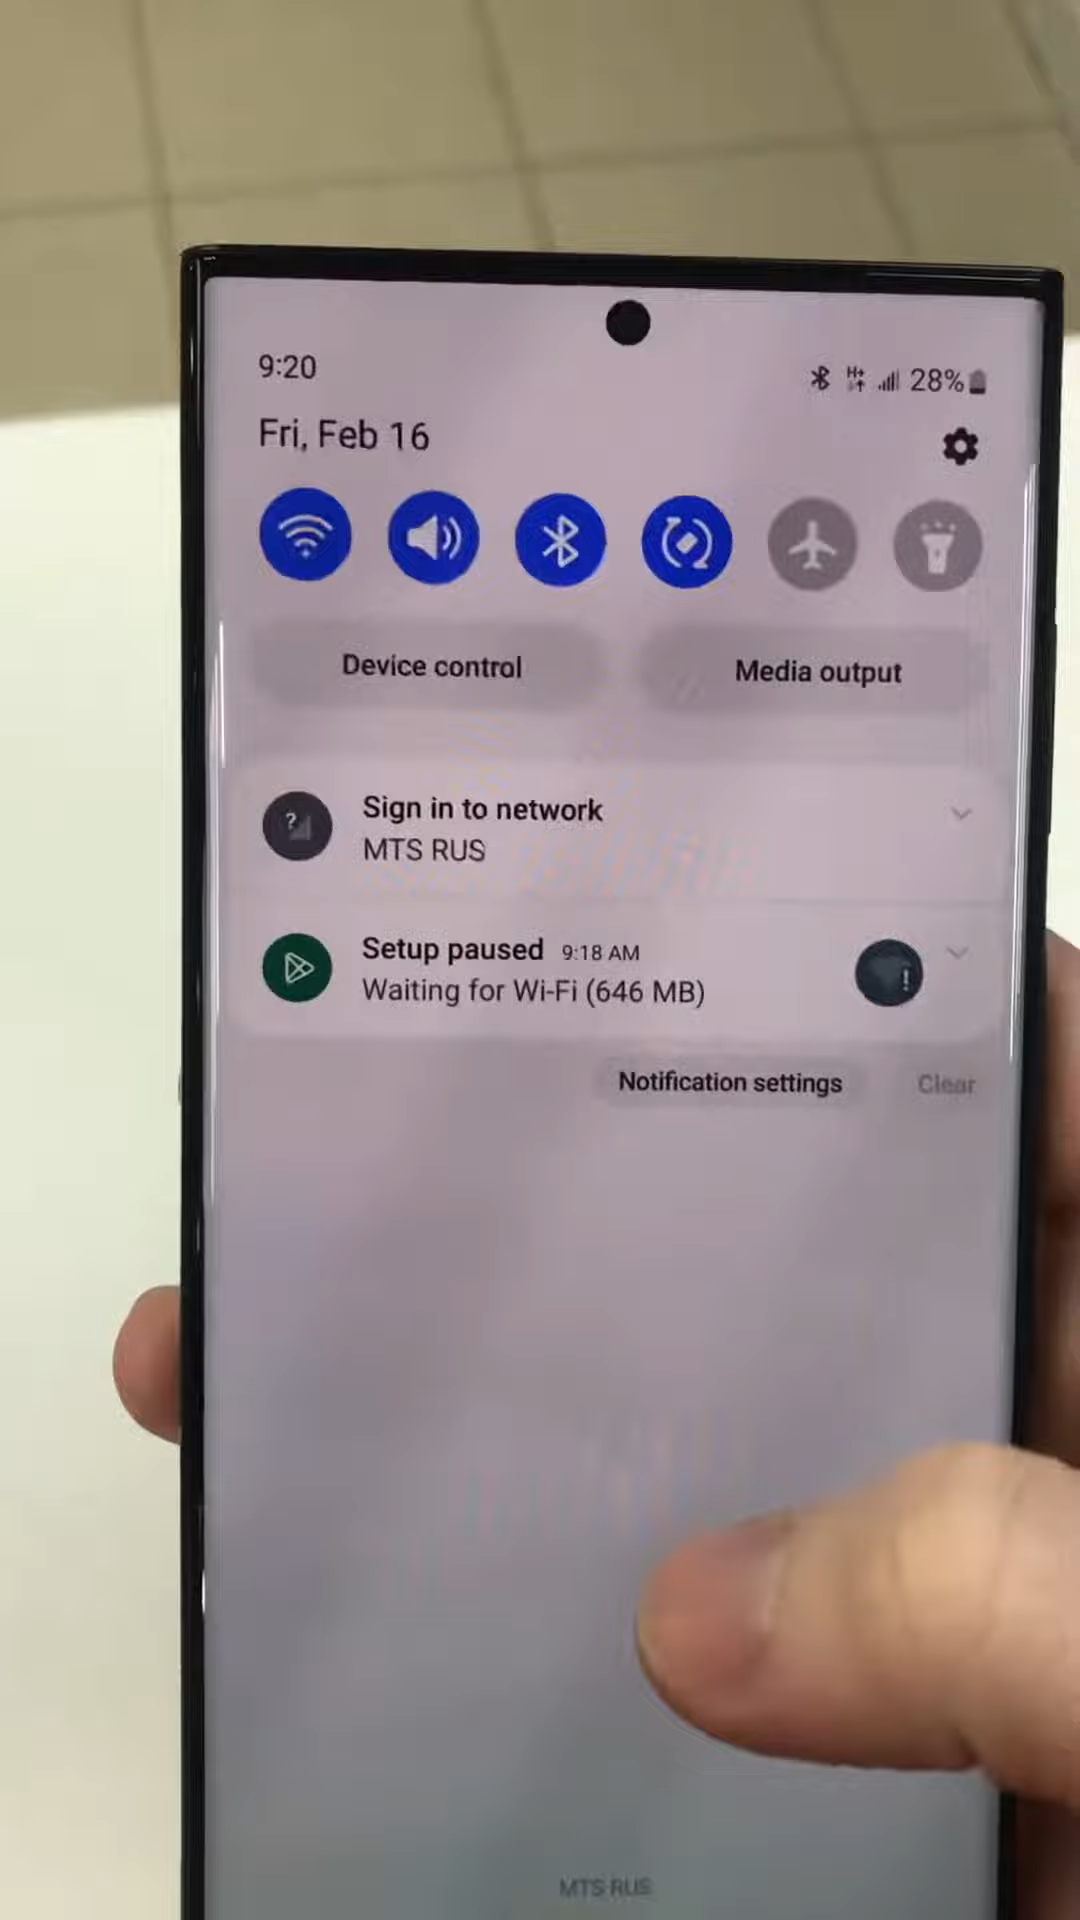 9:20
H+ 28%
Fri, Feb 16
Device control
Media output
?
Sign in to network
MTS RUS
Setup paused 9:18 AM
Waiting for Wi-Fi (646 MB)
!
Notification settings
Clear
MTS RUS